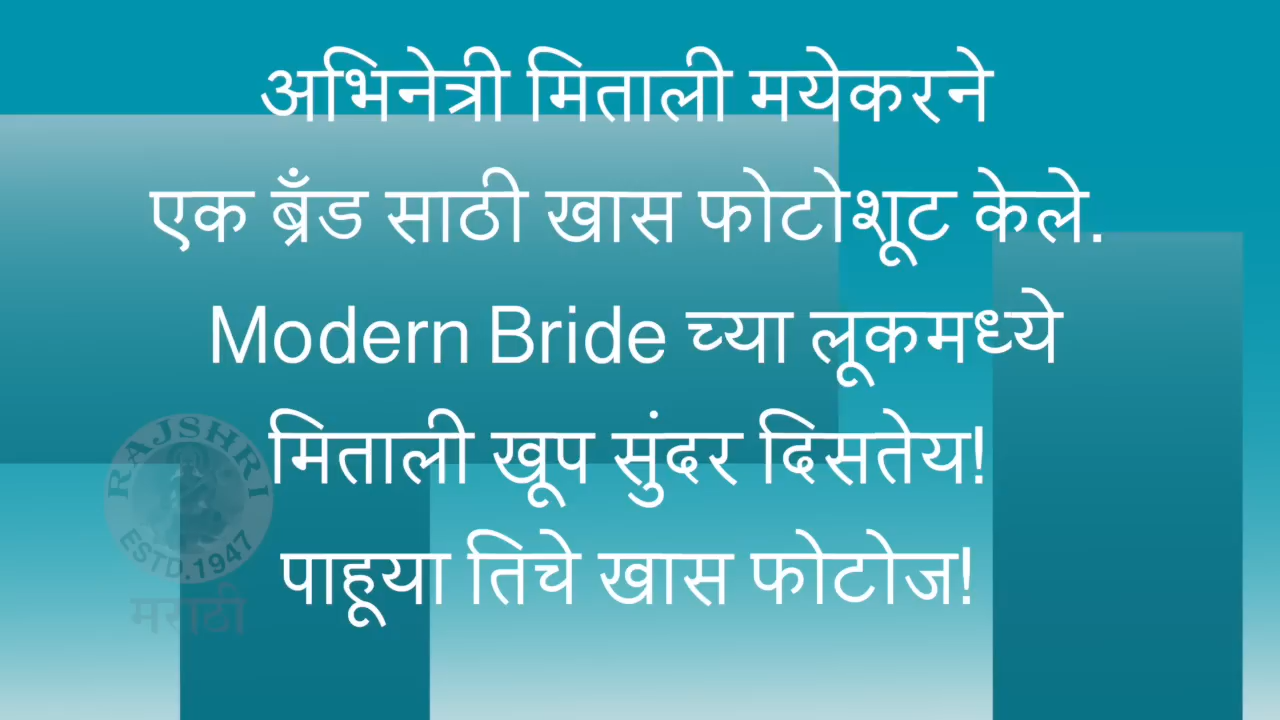 अभिनेत्री मिताली मयेकरने
एक ब्रँड साठी खास फोटोशूट केले.
Modern Bride च्या लूकमध्ये
मिताली खूप सुंदर दिसतेय!
पाहूया तिचे खास फोटोज!
RAJSHRI
ESTD.1947
मराठी